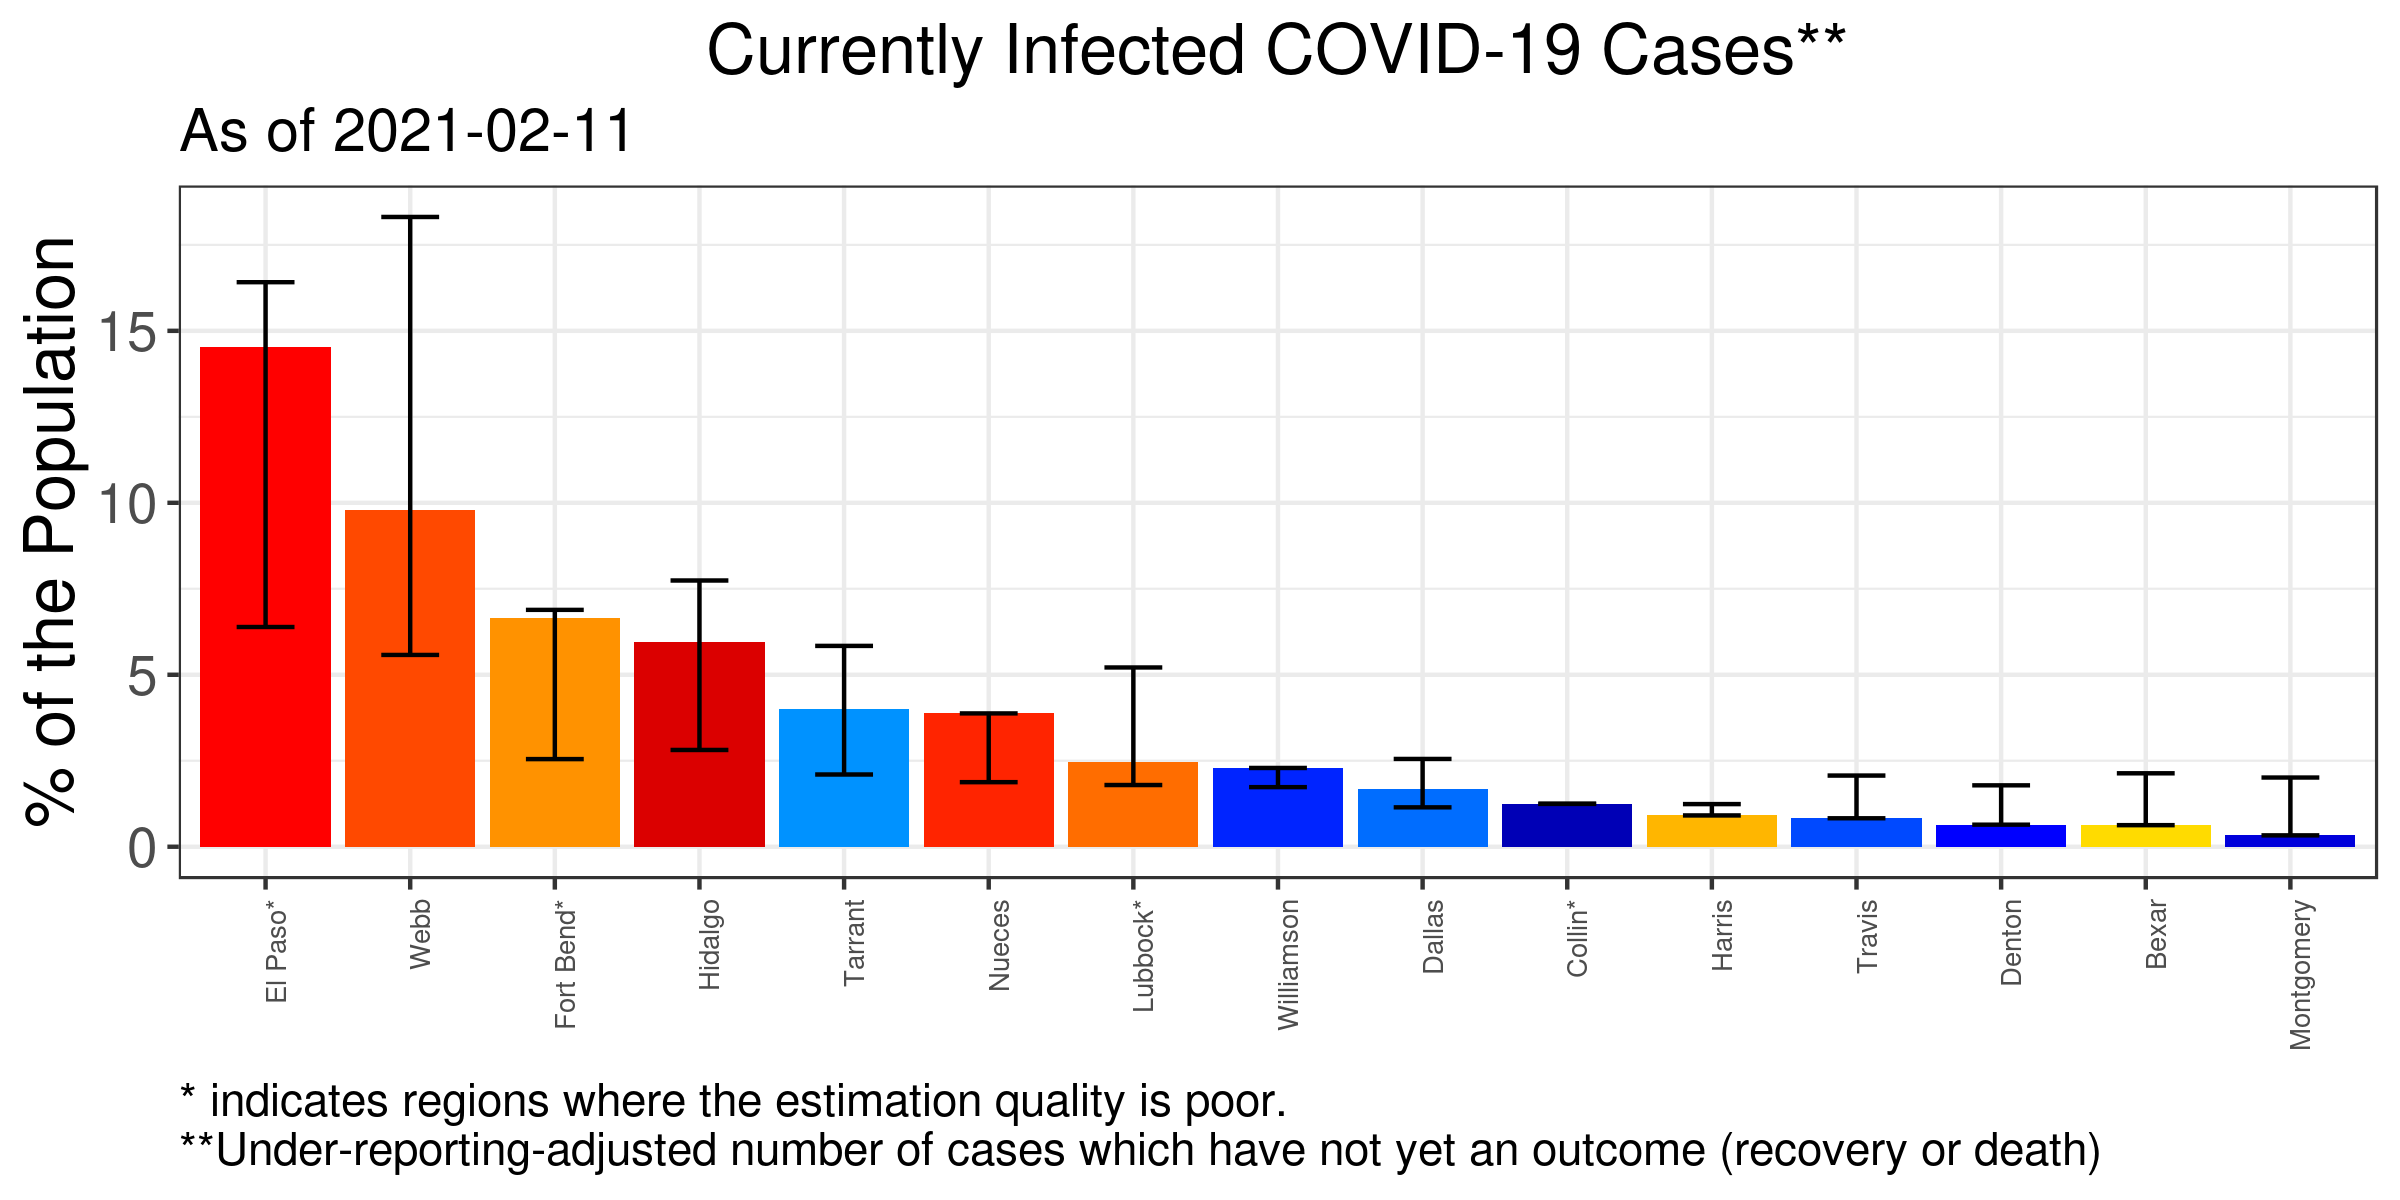 Currently Infected COVID-19 Cases**
As of 2021-02-11
% of the Population
15
10
5
0
El Paso*
Webb
Fort Bend*
Hidalgo
Tarrant
Nueces
Lubbock*
Williamson
Dallas
Collin*
Harris
Travis
Denton
Bexar
Montgomery
* indicates regions where the estimation quality is poor.
**Under-reporting-adjusted number of cases which have not yet an outcome (recovery or death)